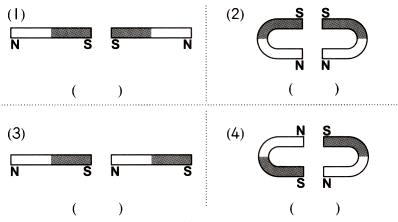 (1)
N S S N
( )
(2)
S S
N N
( )
(3)
N S N S
( )
(4)
N S
S N
( )